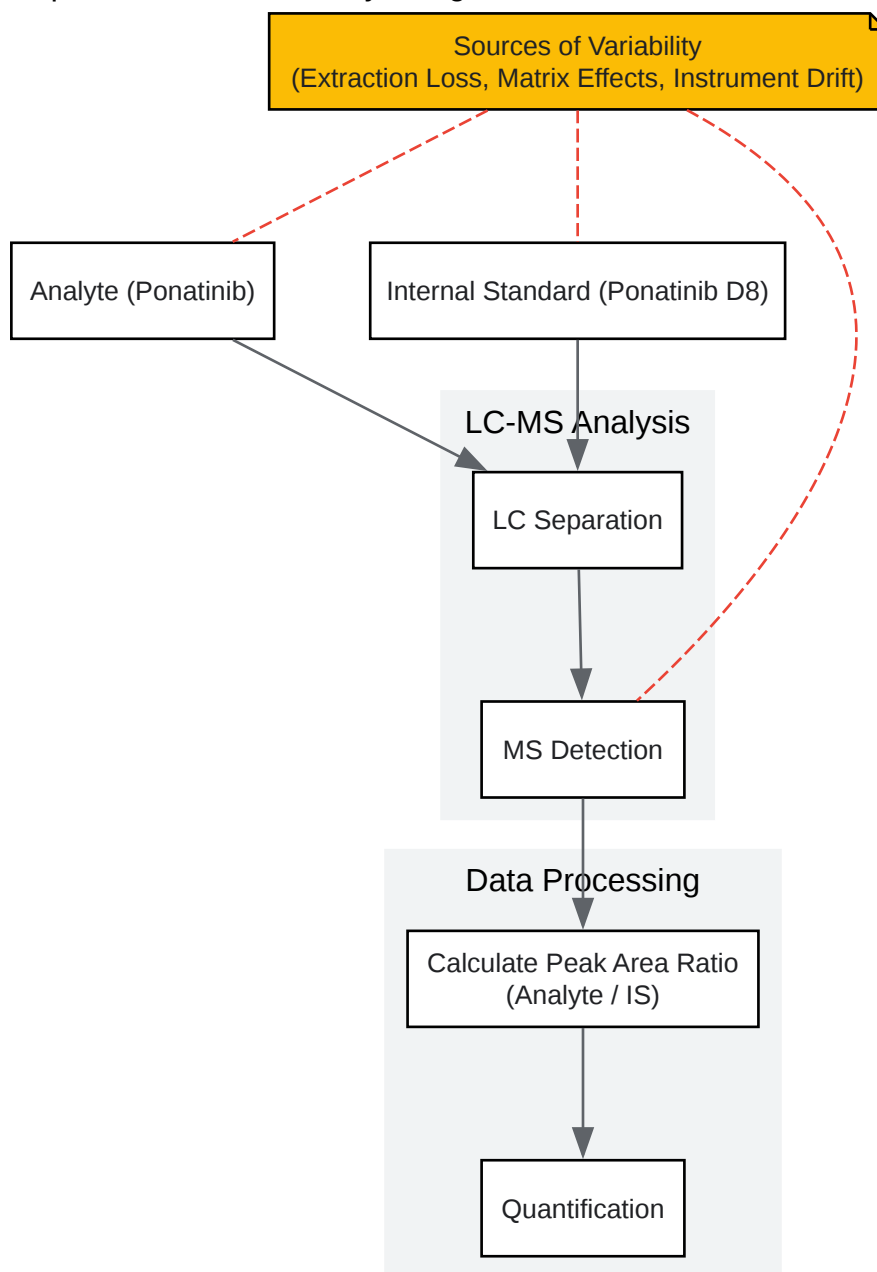 Sources of Variability
(Extraction Loss, Matrix Effects, Instrument Drift)
Analyte (Ponatinib)
Internal Standard (Ponatinib D8)
LC-MS Analysis
LC Separation
MS Detection
Data Processing
Calculate Peak Area Ratio
(Analyte / IS)
Quantification